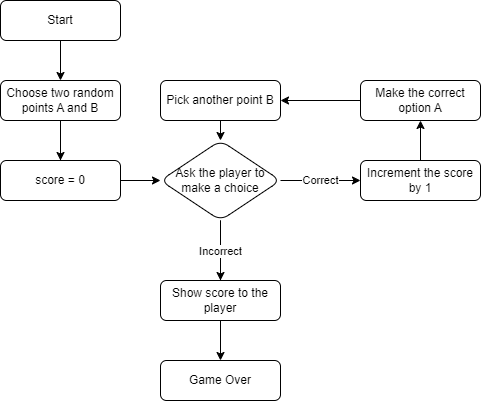 Start
Choose two random
points A and B
score = 0
Pick another point B
Make the correct
option A
Ask the player to
make a choice
Correct
Increment the score
by 1
Incorrect
Show score to the
player
Game Over